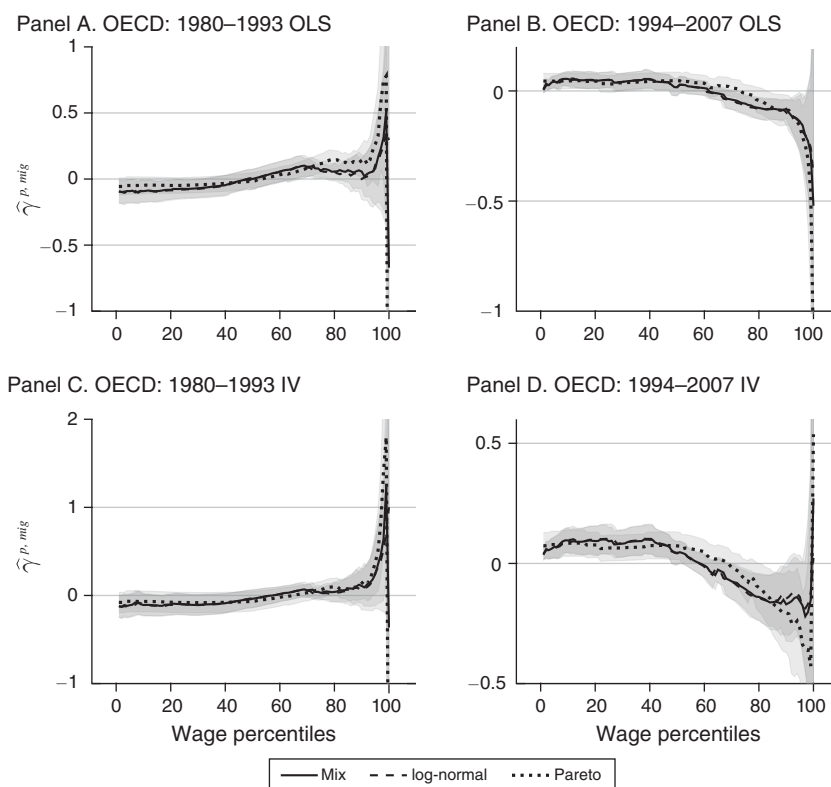 Panel A. OECD: 1980–1993 OLS
1
0.5
0
−0.5
−1
γ̂ p, mig
0 20 40 60 80 100
Panel B. OECD: 1994–2007 OLS
0
−0.5
−1
0 20 40 60 80 100
Panel C. OECD: 1980–1993 IV
2
1
0
−1
γ̂ p, mig
0 20 40 60 80 100
Wage percentiles
Panel D. OECD: 1994–2007 IV
0.5
0
−0.5
0 20 40 60 80 100
Wage percentiles
Mix log-normal Pareto